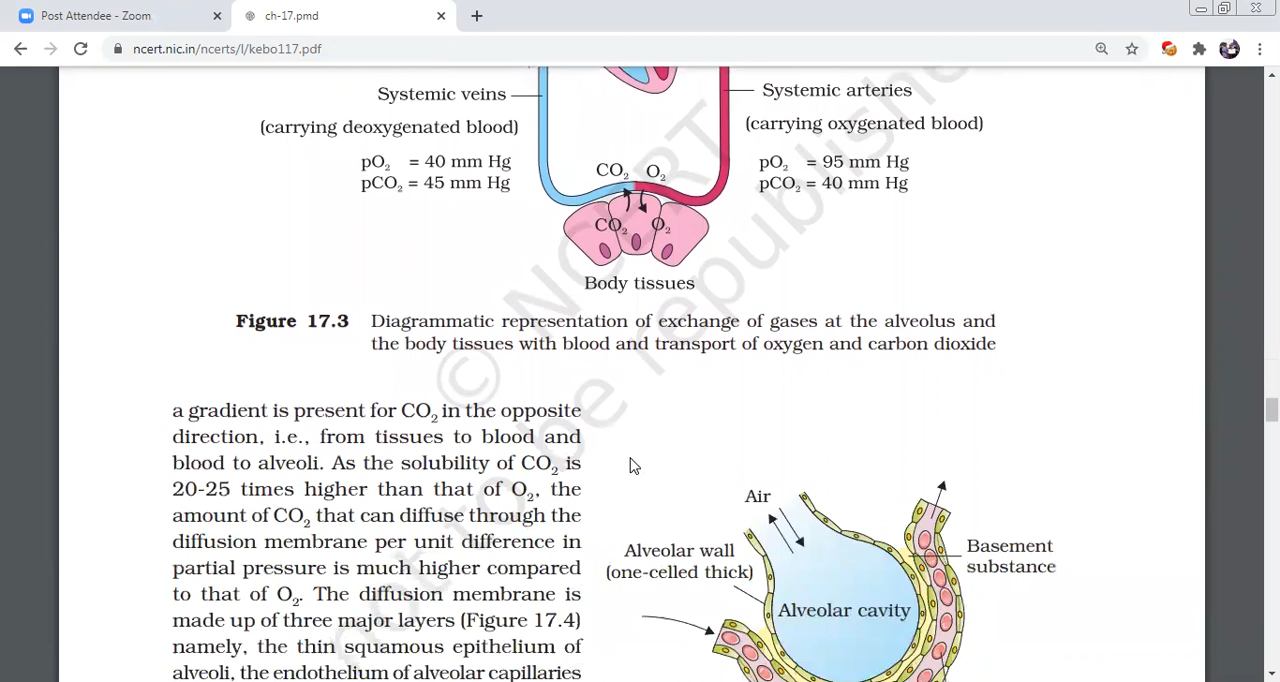 Post Attendee - Zoom
ch-17.pmd
ncert.nic.in/ncerts/l/kebo117.pdf
Systemic veins
(carrying deoxygenated blood)
pO2 = 40 mm Hg
pCO2 = 45 mm Hg
Systemic arteries
(carrying oxygenated blood)
pO2 = 95 mm Hg
pCO2 = 40 mm Hg
CO2 O2
CO2 O2
Body tissues
Figure 17.3 Diagrammatic representation of exchange of gases at the alveolus and
the body tissues with blood and transport of oxygen and carbon dioxide
a gradient is present for CO2 in the opposite
direction, i.e., from tissues to blood and
blood to alveoli. As the solubility of CO2 is
20-25 times higher than that of O2, the
amount of CO2 that can diffuse through the
diffusion membrane per unit difference in
partial pressure is much higher compared
to that of O2. The diffusion membrane is
made up of three major layers (Figure 17.4)
namely, the thin squamous epithelium of
alveoli, the endothelium of alveolar capillaries
Air
Alveolar wall
(one-celled thick)
Alveolar cavity
Basement
substance
© NCERT
not to be republished